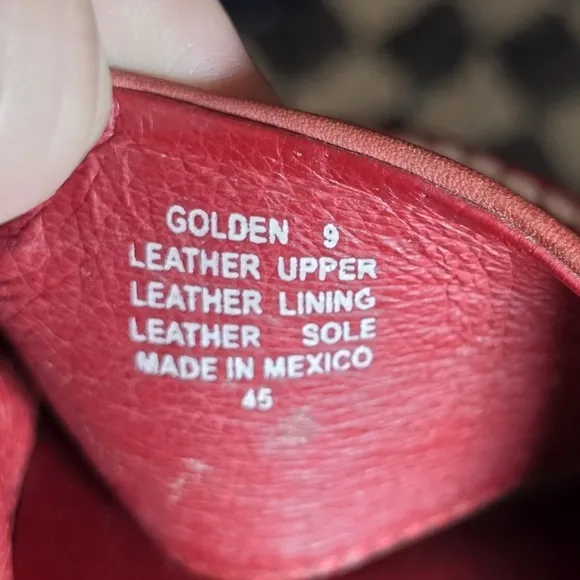 GOLDEN 9
LEATHER UPPER
LEATHER LINING
LEATHER SOLE
MADE IN MEXICO
45